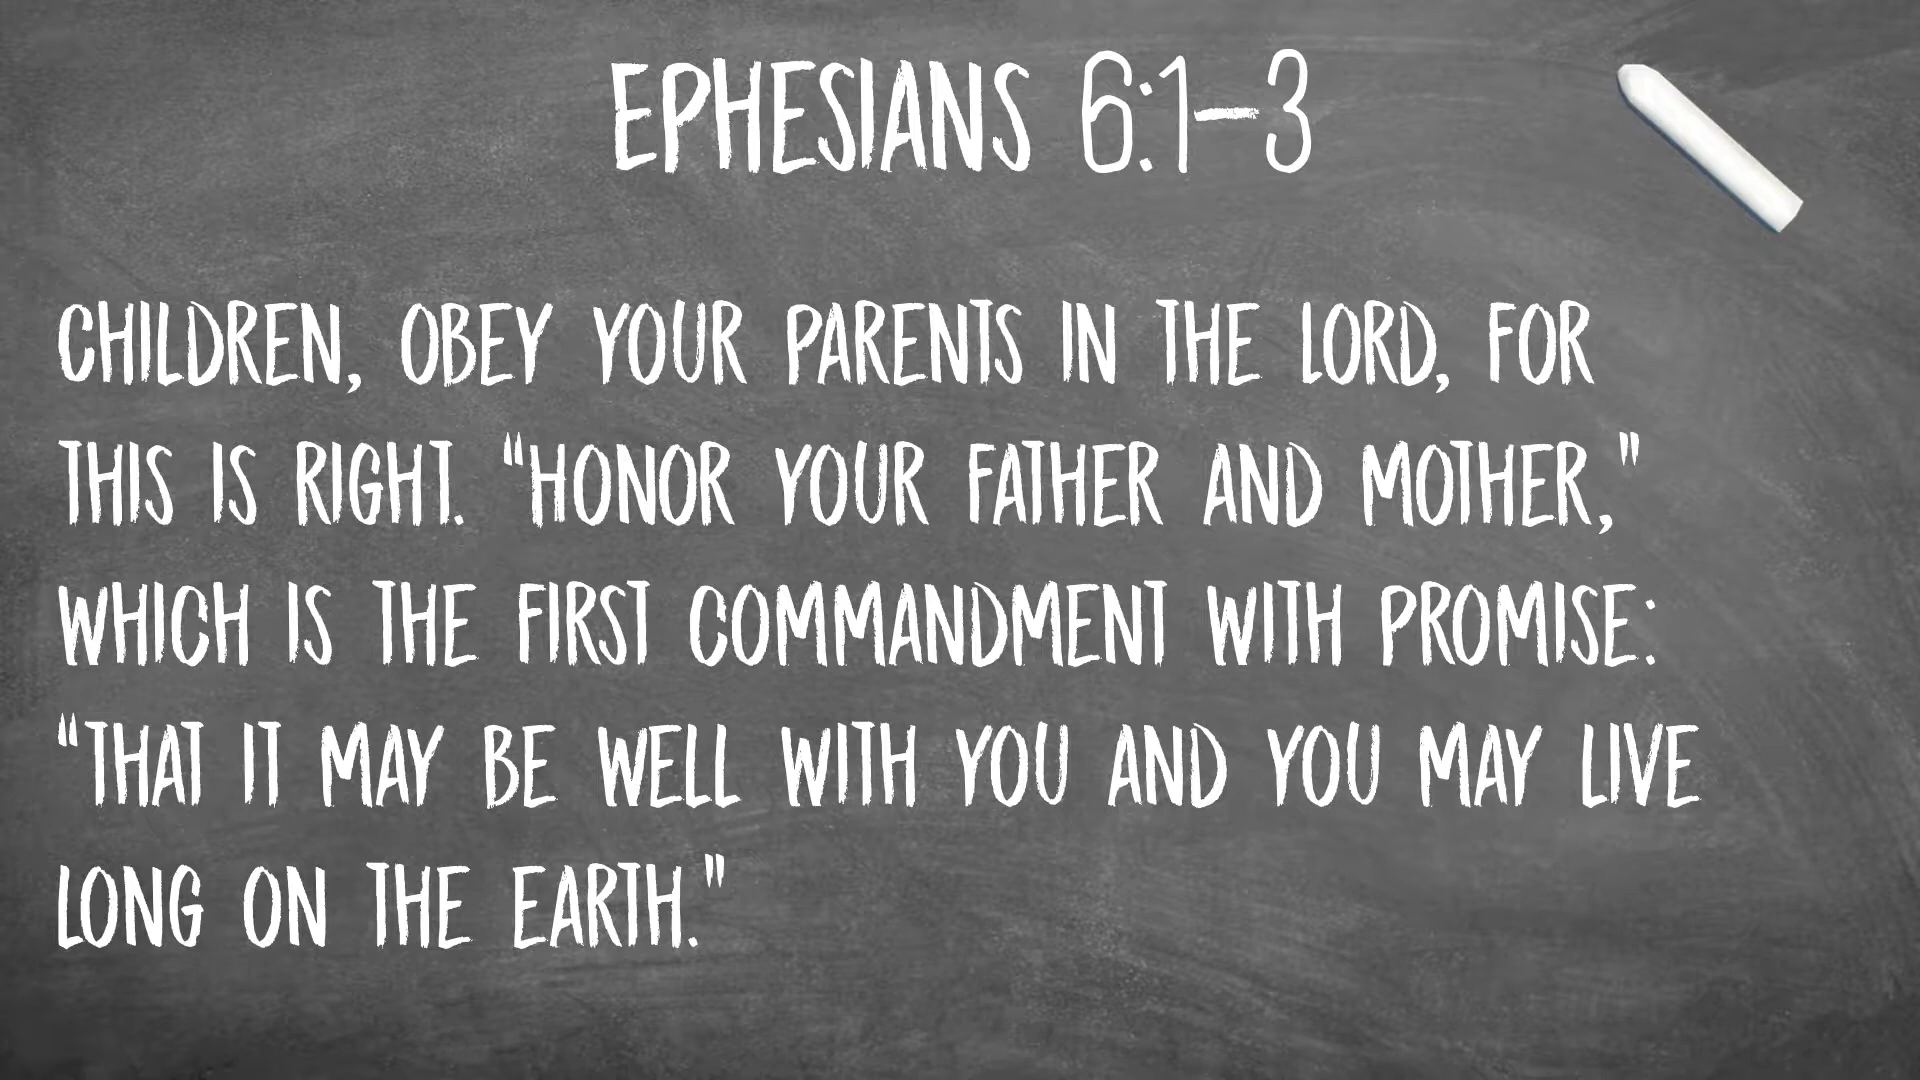 EPHESIANS 6:1–3
CHILDREN, OBEY YOUR PARENTS IN THE LORD, FOR
THIS IS RIGHT. "HONOR YOUR FATHER AND MOTHER,"
WHICH IS THE FIRST COMMANDMENT WITH PROMISE:
"THAT IT MAY BE WELL WITH YOU AND YOU MAY LIVE
LONG ON THE EARTH."